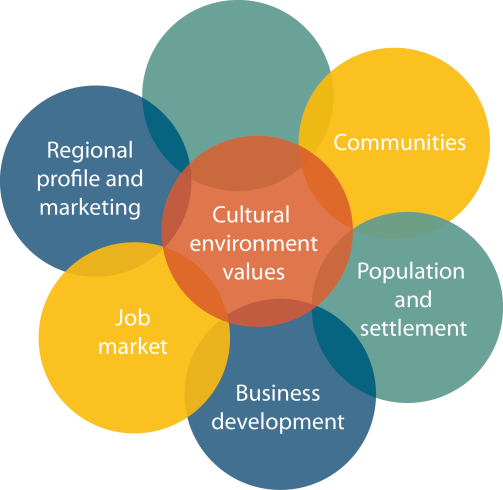 Communities
Regional
profile and
marketing
Cultural
environment
values
Population
and
settlement
Job
market
Business
development